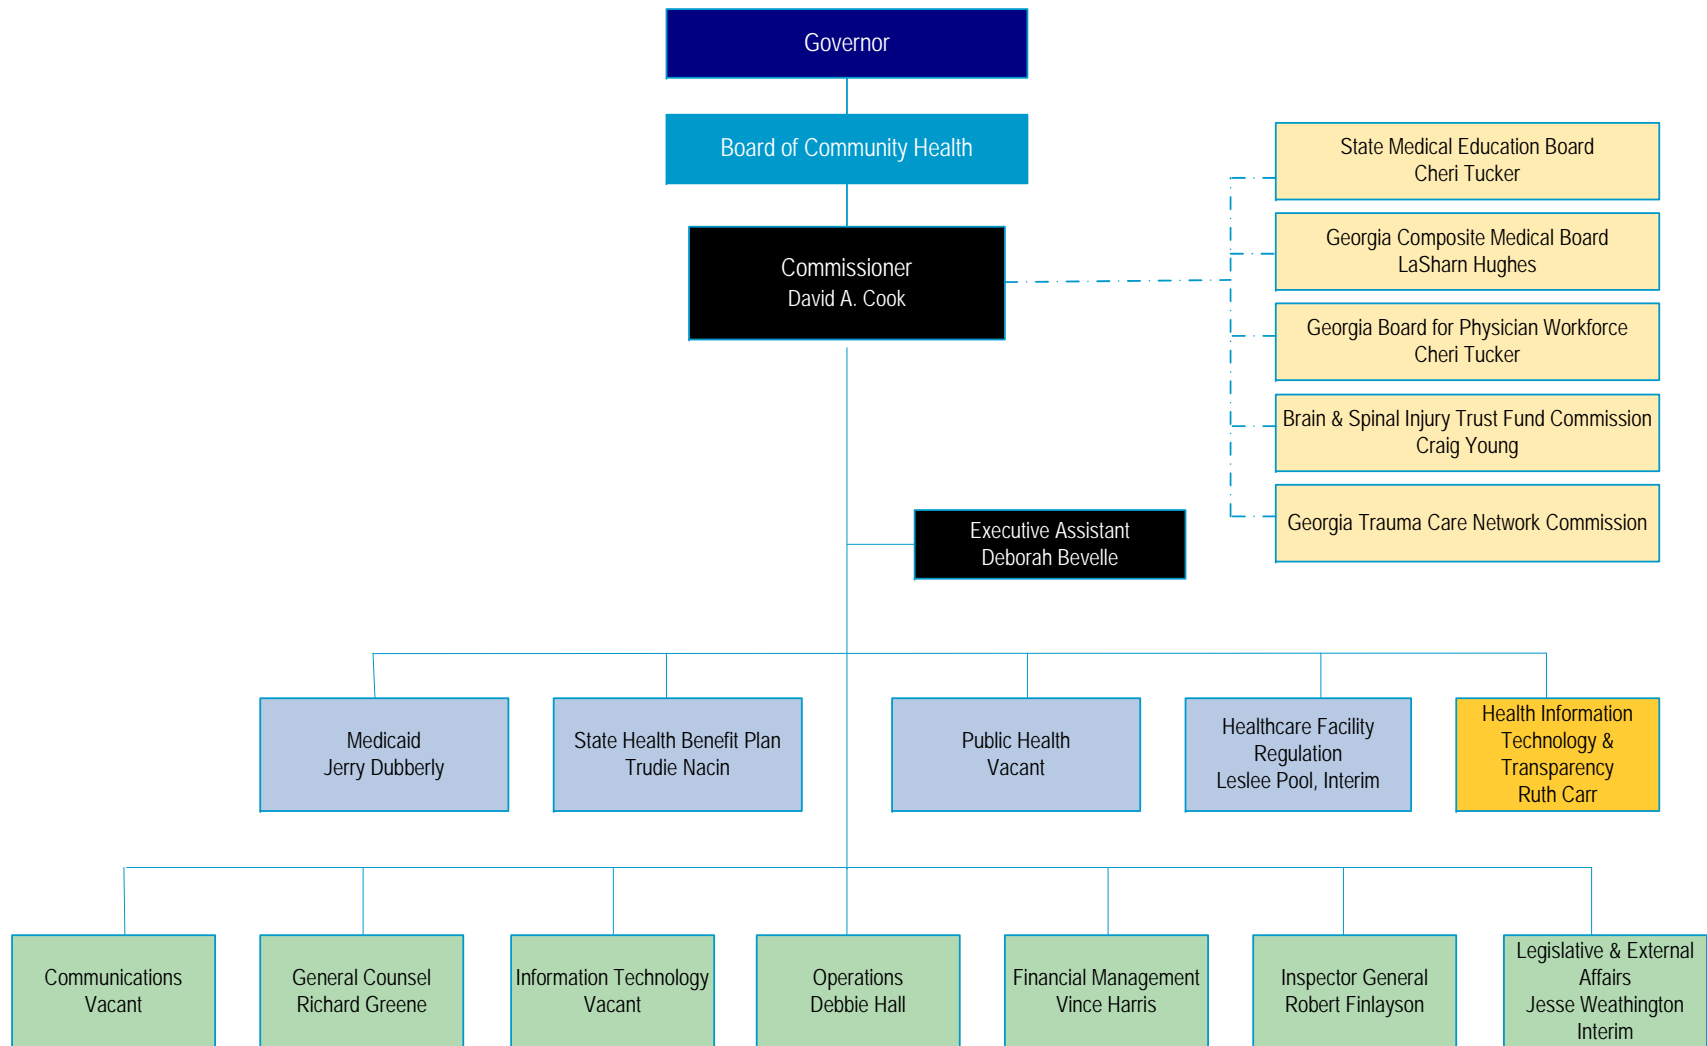 Governor
Board of Community Health
Commissioner
David A. Cook
State Medical Education Board
Cheri Tucker
Georgia Composite Medical Board
LaSharn Hughes
Georgia Board for Physician Workforce
Cheri Tucker
Brain & Spinal Injury Trust Fund Commission
Craig Young
Georgia Trauma Care Network Commission
Executive Assistant
Deborah Bevelle
Medicaid
Jerry Dubberly
State Health Benefit Plan
Trudie Nacin
Public Health
Vacant
Healthcare Facility
Regulation
Leslee Pool, Interim
Health Information
Technology &
Transparency
Ruth Carr
Communications
Vacant
General Counsel
Richard Greene
Information Technology
Vacant
Operations
Debbie Hall
Financial Management
Vince Harris
Inspector General
Robert Finlayson
Legislative & External
Affairs
Jesse Weathington
Interim